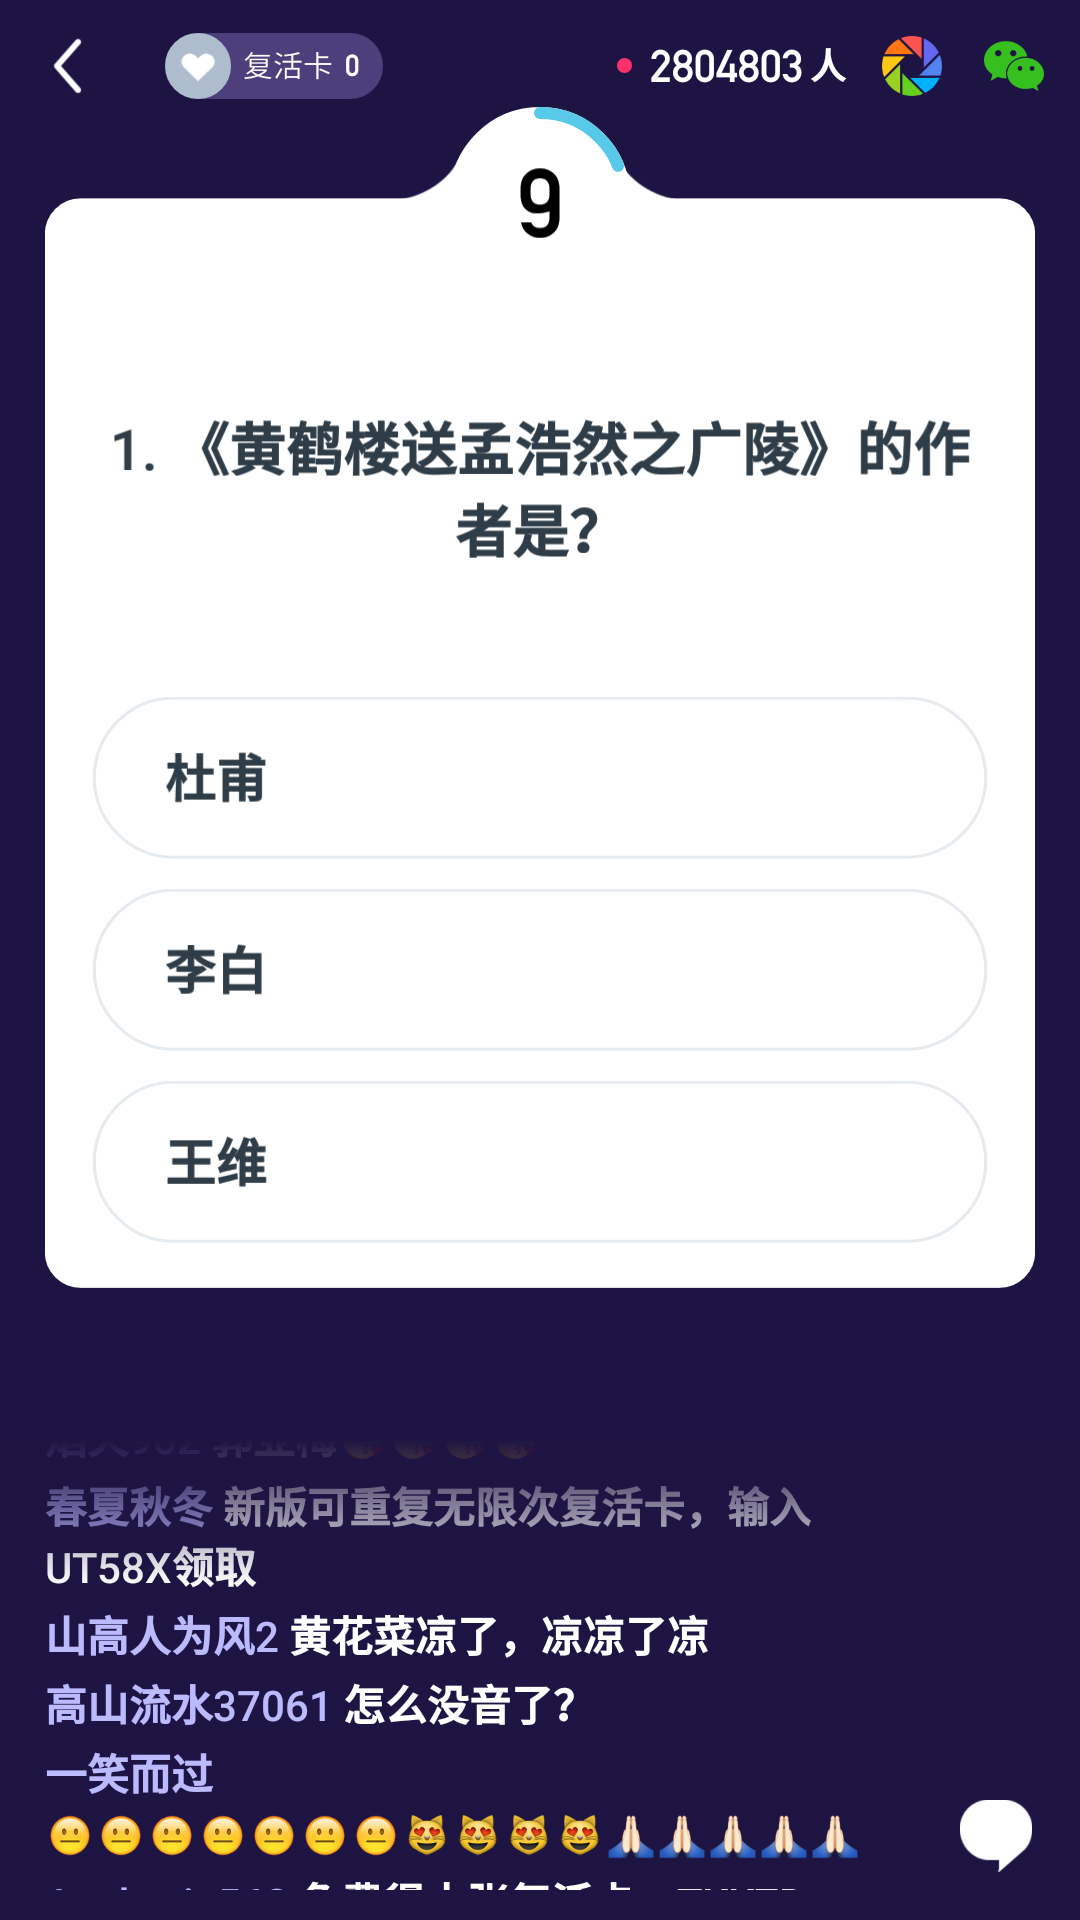 复活卡 0
2804803 人
9
1. 《黄鹤楼送孟浩然之广陵》的作
者是?
杜甫
李白
王维
春夏秋冬 新版可重复无限次复活卡，输入
UT58X领取
山高人为风2 黄花菜凉了，凉凉了凉
高山流水37061 怎么没音了?
一笑而过
😐😐😐😐😐😐😐😻😻😻😻🙏🏻🙏🏻🙏🏻🙏🏻🙏🏻